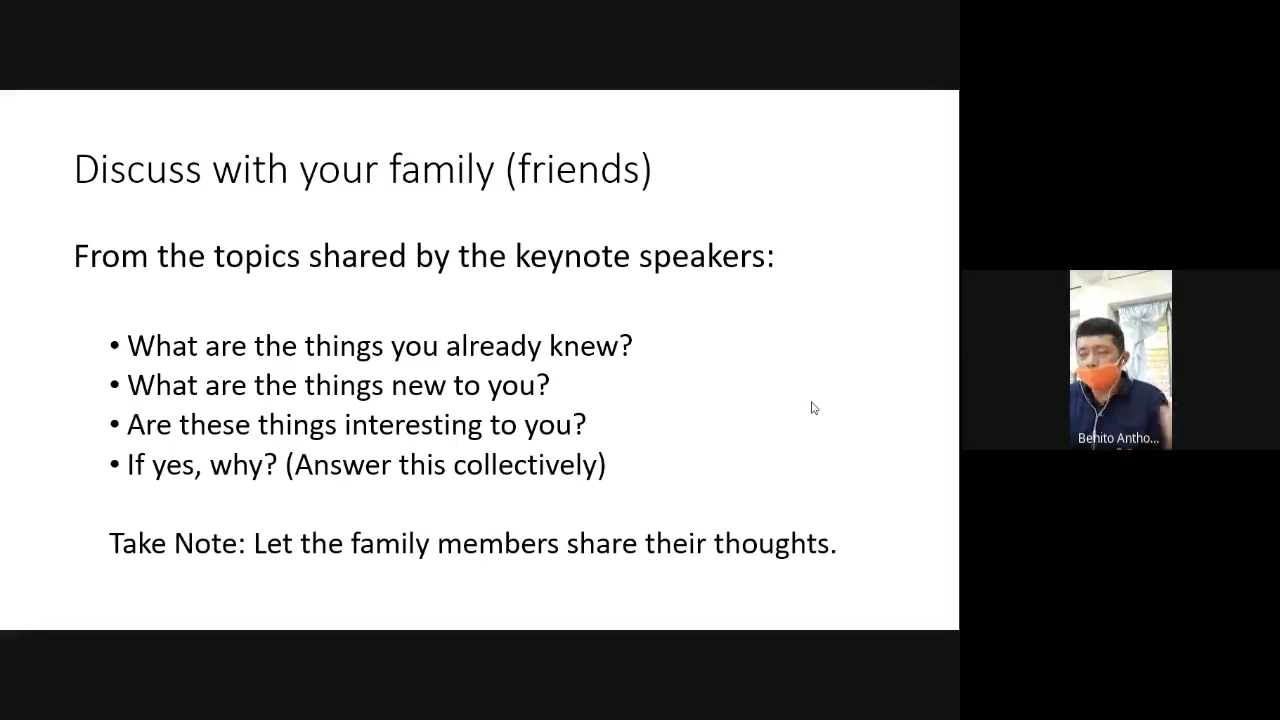 Discuss with your family (friends)
From the topics shared by the keynote speakers:
• What are the things you already knew?
• What are the things new to you?
• Are these things interesting to you?
• If yes, why? (Answer this collectively)
Take Note: Let the family members share their thoughts.
Behito Antho...